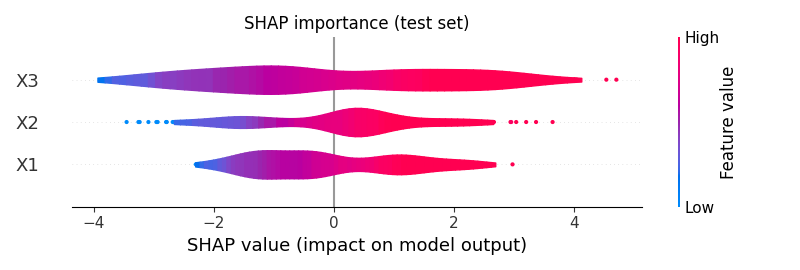 SHAP importance (test set)
High
X3
X2
X1
Feature value
Low
−4 −2 0 2 4
SHAP value (impact on model output)